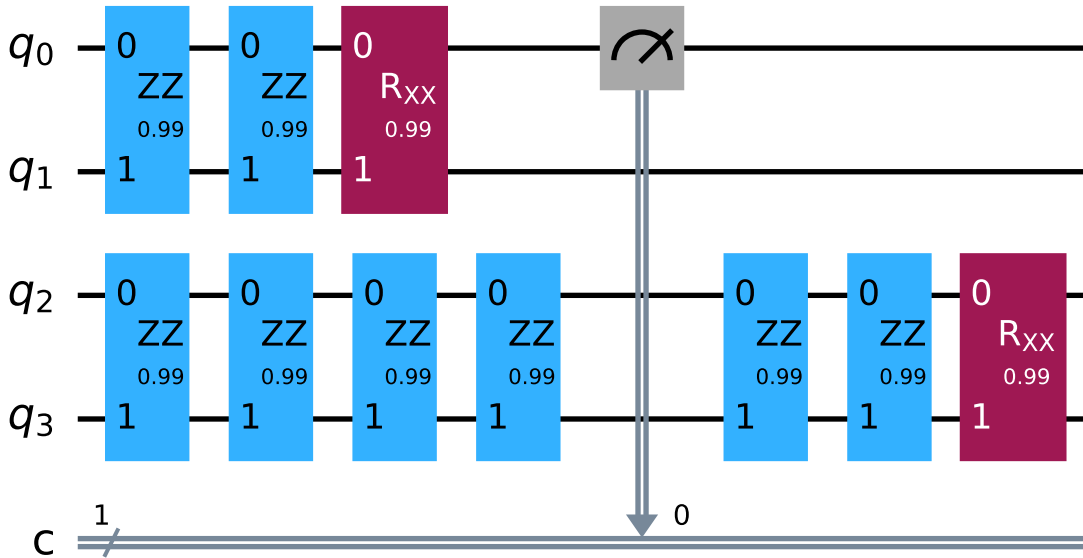 q0 0 0 0
ZZ ZZ RXX
0.99 0.99 0.99
q1 1 1 1
q2 0 0 0 0 0 0 0
ZZ ZZ ZZ ZZ ZZ ZZ RXX
0.99 0.99 0.99 0.99 0.99 0.99 0.99
q3 1 1 1 1 1 1 1
1 0
c